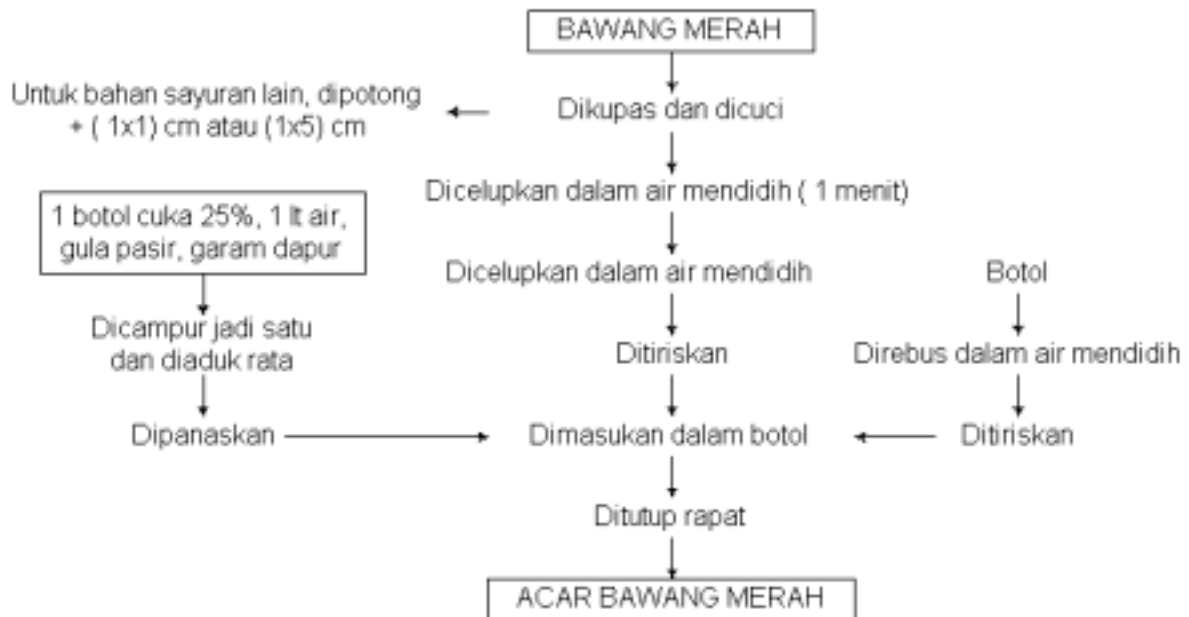 BAWANG MERAH
Untuk bahan sayuran lain, dipotong
+ ( 1x1) cm atau (1x5) cm
Dikupas dan dicuci
Dicelupkan dalam air mendidih ( 1 menit)
1 botol cuka 25%, 1 lt air,
gula pasir, garam dapur
Dicelupkan dalam air mendidih
Botol
Dicampur jadi satu
dan diaduk rata
Ditiriskan
Direbus dalam air mendidih
Dipanaskan
Dimasukan dalam botol
Ditiriskan
Ditutup rapat
ACAR BAWANG MERAH